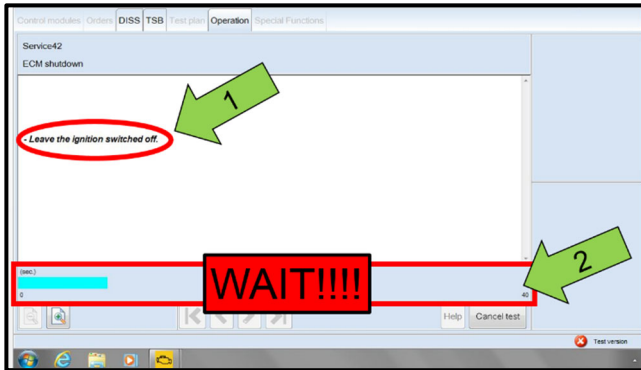 Control modules Orders DISS TSB Test plan Operation Special Functions
Service42
ECM shutdown
1
- Leave the ignition switched off.
2
(sec.)
WAIT!!!!
0 40
Help Cancel test
Test version